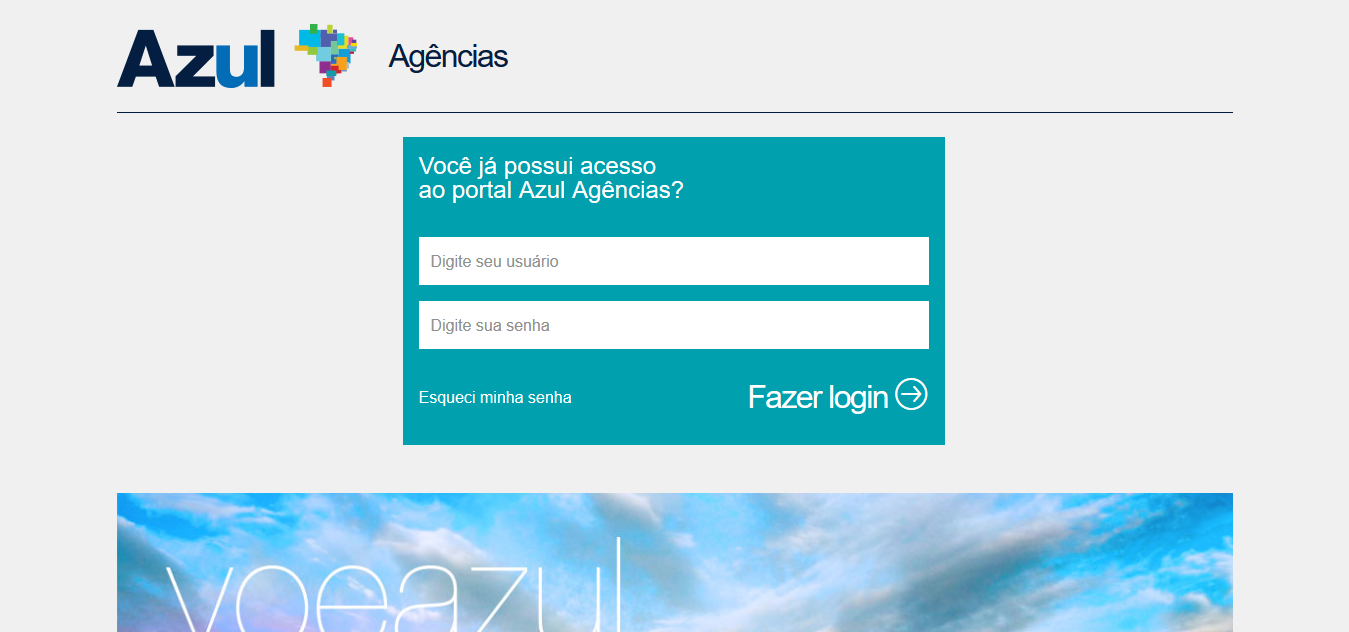 Azul
Agências
Você já possui acesso
ao portal Azul Agências?
Digite seu usuário
Digite sua senha
Esqueci minha senha
Fazer login
voeazul